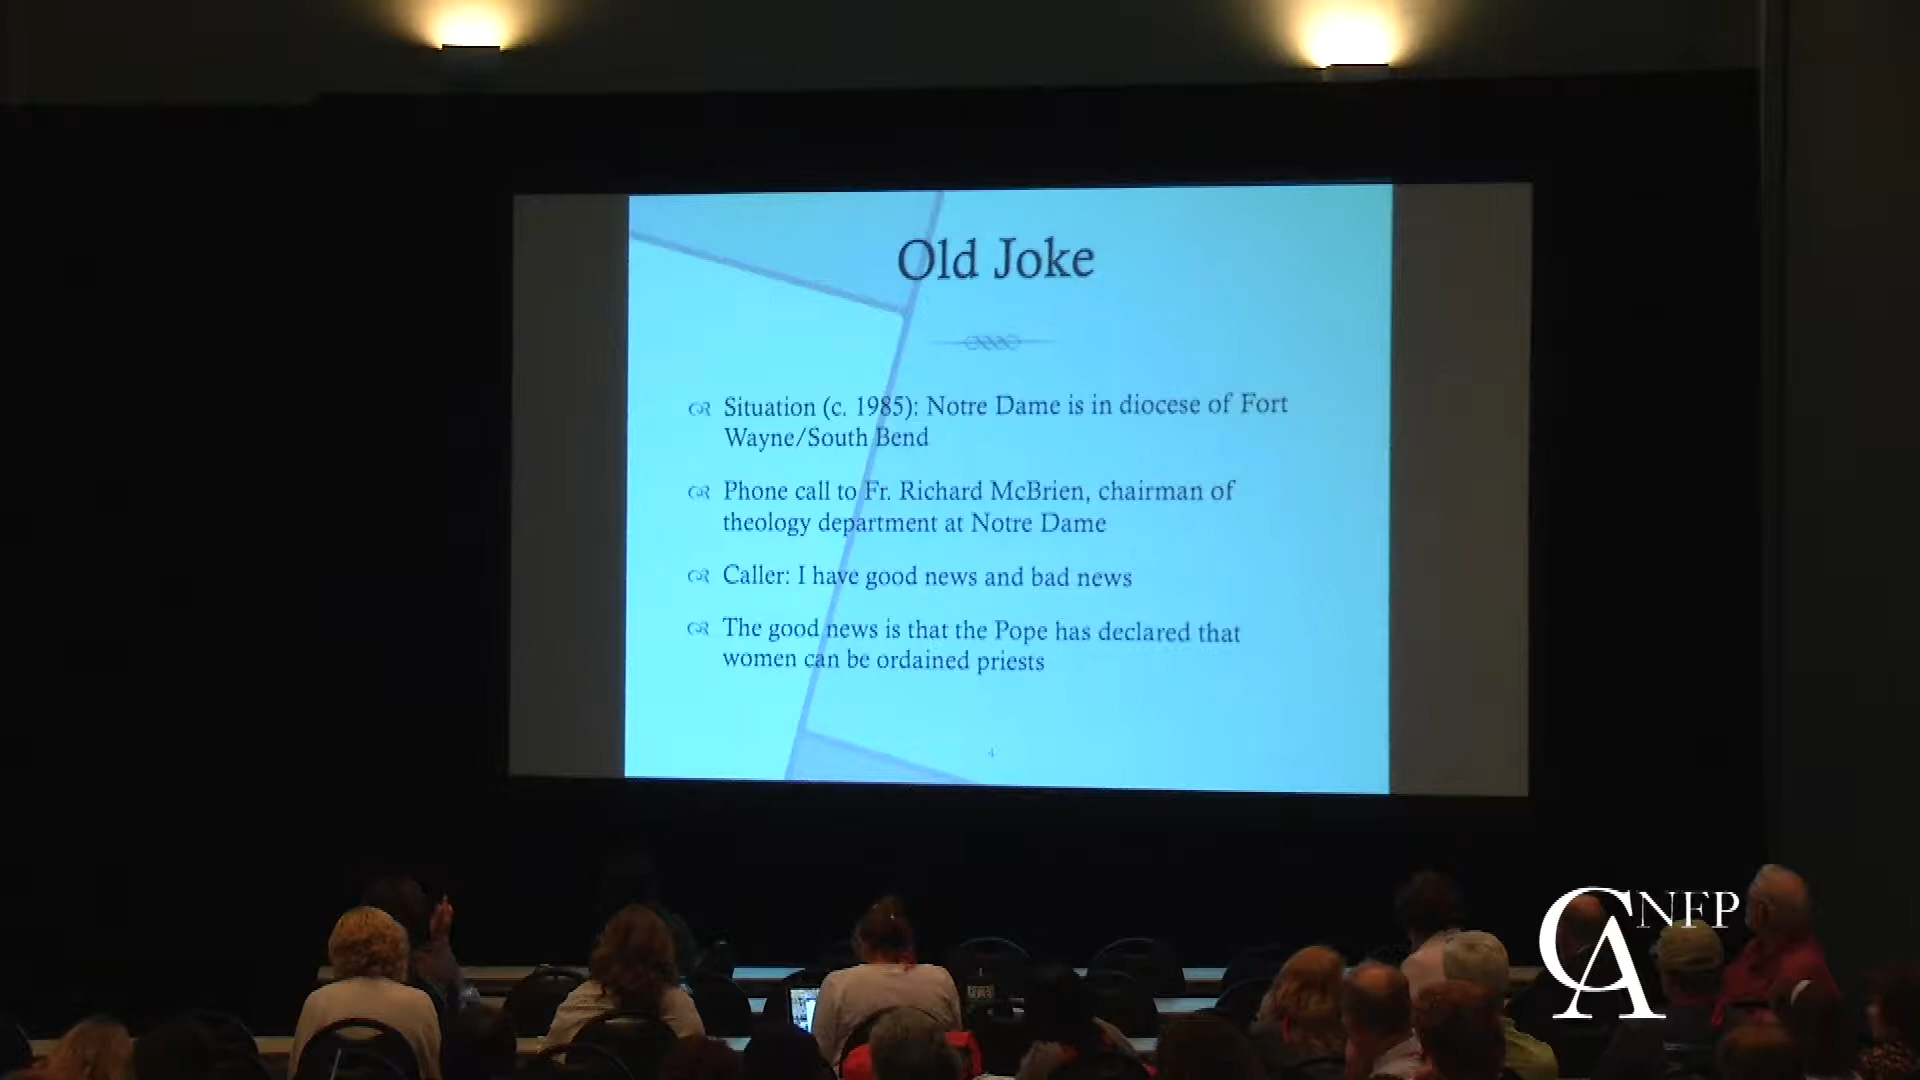 Old Joke
Situation (c. 1985): Notre Dame is in diocese of Fort
Wayne/South Bend
Phone call to Fr. Richard McBrien, chairman of
theology department at Notre Dame
Caller: I have good news and bad news
The good news is that the Pope has declared that
women can be ordained priests
4
CA NFP